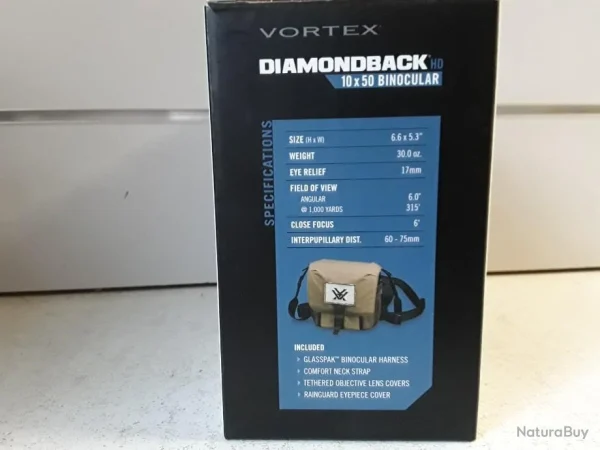 VORTEX
DIAMONDBACK HD
10 x 50 BINOCULAR
SPECIFICATIONS
SIZE (H x W) 6.6 x 5.3"
WEIGHT 30.0 oz.
EYE RELIEF 17mm
FIELD OF VIEW
ANGULAR 6.0°
@ 1,000 YARDS 315'
CLOSE FOCUS 6'
INTERPUPILLARY DIST. 60 - 75mm
INCLUDED
> GLASSPAK™ BINOCULAR HARNESS
> COMFORT NECK STRAP
> TETHERED OBJECTIVE LENS COVERS
> RAINGUARD EYEPIECE COVER
NaturaBuy